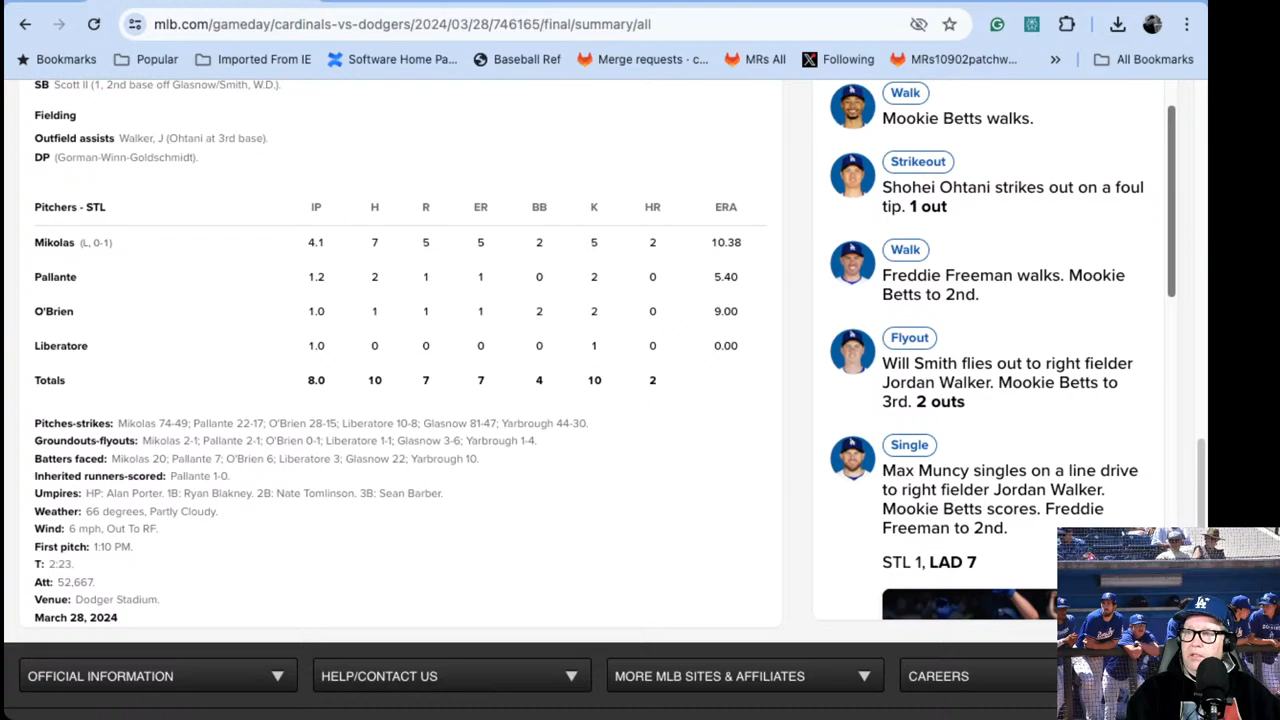 mlb.com/gameday/cardinals-vs-dodgers/2024/03/28/746165/final/summary/all
Bookmarks Popular Imported From IE Software Home Pa... Baseball Ref Merge requests · c... MRs All Following MRs10902patchw... » All Bookmarks
SB Scott II (1, 2nd base off Glasnow/Smith, W.D.).
Fielding
Outfield assists Walker, J (Ohtani at 3rd base).
DP (Gorman-Winn-Goldschmidt).
Pitchers - STL IP H R ER BB K HR ERA
Mikolas (L, 0-1) 4.1 7 5 5 2 5 2 10.38
Pallante 1.2 2 1 1 0 2 0 5.40
O'Brien 1.0 1 1 1 2 2 0 9.00
Liberatore 1.0 0 0 0 0 1 0 0.00
Totals 8.0 10 7 7 4 10 2
Pitches-strikes: Mikolas 74-49; Pallante 22-17; O'Brien 28-15; Liberatore 10-8; Glasnow 81-47; Yarbrough 44-30.
Groundouts-flyouts: Mikolas 2-1; Pallante 2-1; O'Brien 0-1; Liberatore 1-1; Glasnow 3-6; Yarbrough 1-4.
Batters faced: Mikolas 20; Pallante 7; O'Brien 6; Liberatore 3; Glasnow 22; Yarbrough 10.
Inherited runners-scored: Pallante 1-0.
Umpires: HP: Alan Porter. 1B: Ryan Blakney. 2B: Nate Tomlinson. 3B: Sean Barber.
Weather: 66 degrees, Partly Cloudy.
Wind: 6 mph, Out To RF.
First pitch: 1:10 PM.
T: 2:23.
Att: 52,667.
Venue: Dodger Stadium.
March 28, 2024
Walk
Mookie Betts walks.
Strikeout
Shohei Ohtani strikes out on a foul
tip. 1 out
Walk
Freddie Freeman walks. Mookie
Betts to 2nd.
Flyout
Will Smith flies out to right fielder
Jordan Walker. Mookie Betts to
3rd. 2 outs
Single
Max Muncy singles on a line drive
to right fielder Jordan Walker.
Mookie Betts scores. Freddie
Freeman to 2nd.
STL 1, LAD 7
OFFICIAL INFORMATION HELP/CONTACT US MORE MLB SITES & AFFILIATES CAREERS